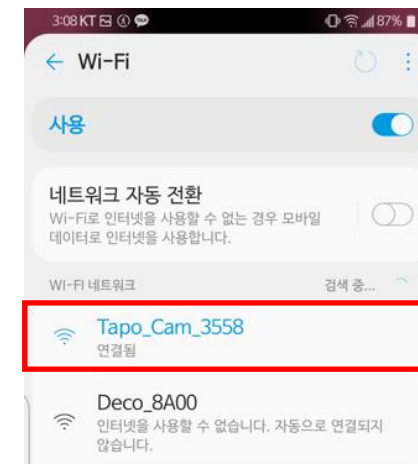 3:08 KT 87%
Wi-Fi
사용
네트워크 자동 전환
Wi-Fi로 인터넷을 사용할 수 없는 경우 모바일
데이터로 인터넷을 사용합니다.
WI-FI 네트워크 검색 중...
Tapo_Cam_3558
연결됨
Deco_8A00
인터넷을 사용할 수 없습니다. 자동으로 연결되지
않습니다.